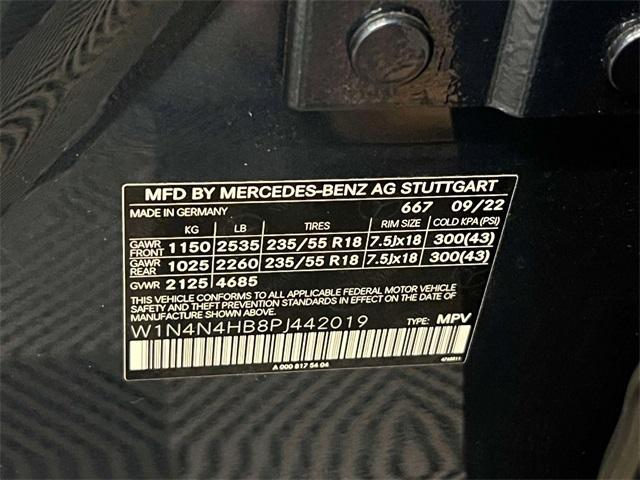 MFD BY MERCEDES-BENZ AG STUTTGART
MADE IN GERMANY 667 09/22
KG LB TIRES RIM SIZE COLD KPA (PSI)
GAWR FRONT 1150 2535 235/55 R18 7.5Jx18 300(43)
GAWR REAR 1025 2260 235/55 R18 7.5Jx18 300(43)
GVWR 2125 4685
THIS VEHICLE CONFORMS TO ALL APPLICABLE FEDERAL MOTOR VEHICLE
SAFETY AND THEFT PREVENTION STANDARDS IN EFFECT ON THE DATE OF
MANUFACTURE SHOWN ABOVE.
W1N4N4HB8PJ442019 TYPE: MPV
A 000 817 54 04